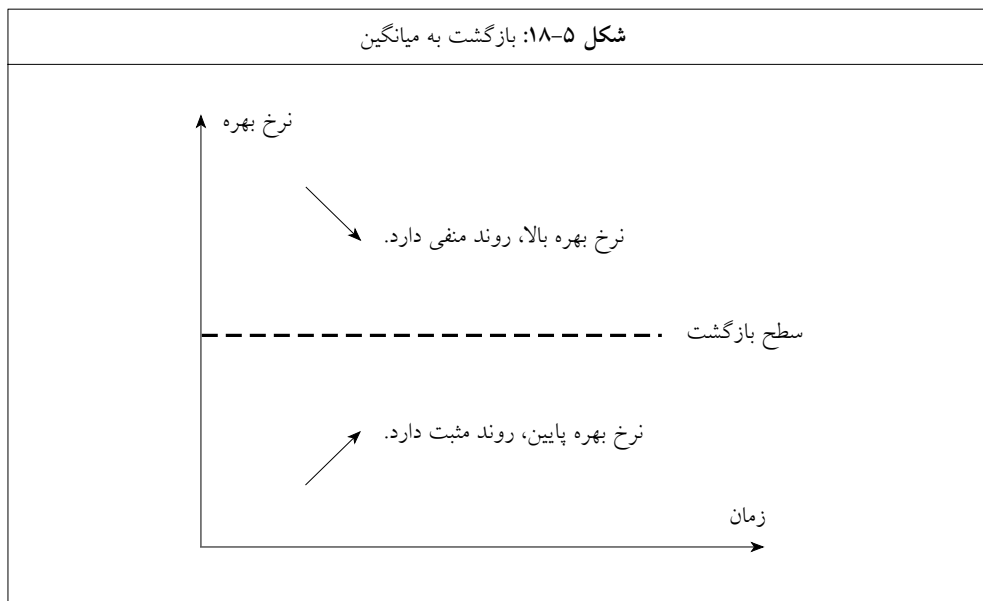 شکل ۵–۱۸: بازگشت به میانگین
نرخ بهره
نرخ بهره بالا، روند منفی دارد.
سطح بازگشت
نرخ بهره پایین، روند مثبت دارد.
زمان